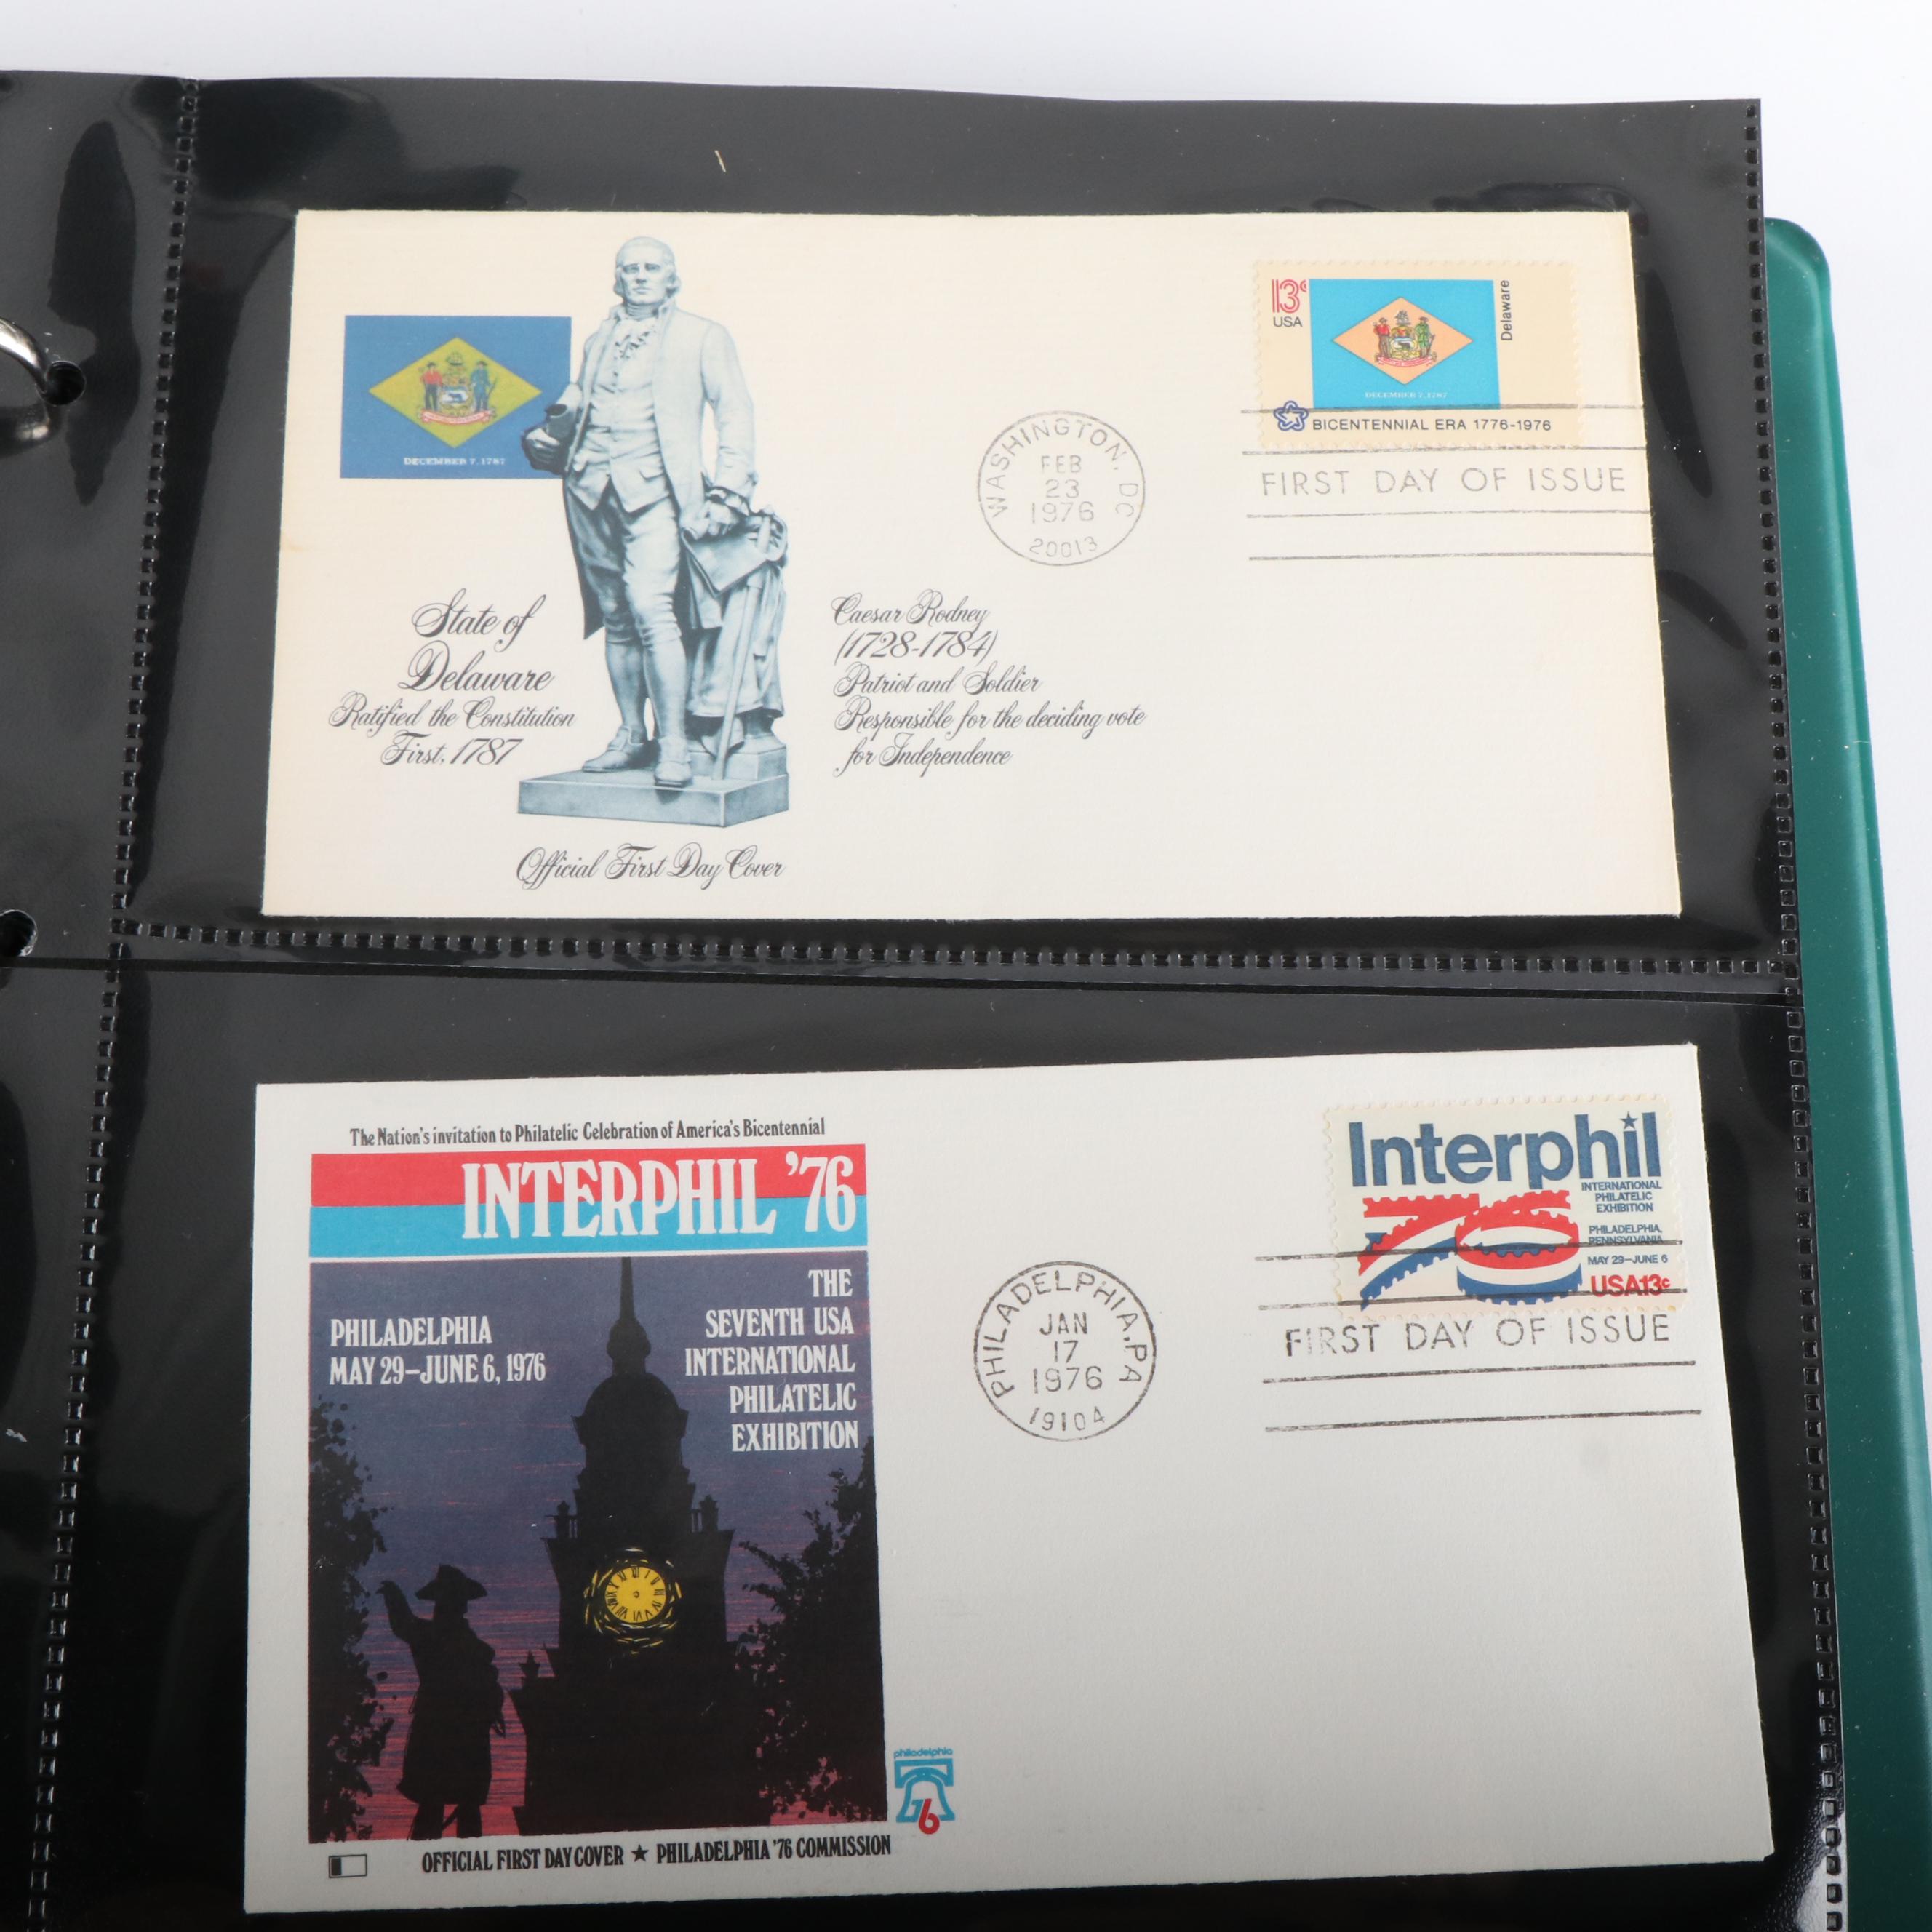 DECEMBER 7, 1787
State of
Delaware
Ratified the Constitution
First, 1787
Caesar Rodney
(1728-1784)
Patriot and Soldier
Responsible for the deciding vote
for Independence
Official First Day Cover
WASHINGTON, DC
FEB
23
1976
20013
13c
USA
Delaware
DECEMBER 7, 1787
BICENTENNIAL ERA 1776-1976
FIRST DAY OF ISSUE
The Nation's invitation to Philatelic Celebration of America's Bicentennial
INTERPHIL '76
PHILADELPHIA
MAY 29–JUNE 6, 1976
THE
SEVENTH USA
INTERNATIONAL
PHILATELIC
EXHIBITION
philadelphia
76
OFFICIAL FIRST DAY COVER ★ PHILADELPHIA '76 COMMISSION
PHILADELPHIA, PA
JAN
17
1976
19104
Interphil
INTERNATIONAL
PHILATELIC
EXHIBITION
PHILADELPHIA,
PENNSYLVANIA
MAY 29–JUNE 6
76
USA13c
FIRST DAY OF ISSUE